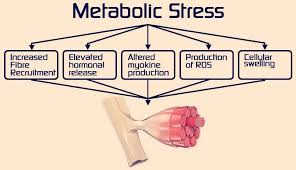 Metabolic Stress
Increased
Fibre
Recruitment
Elevated
hormonal
release
Altered
myokine
production
Production
of ROS
Cellular
swelling